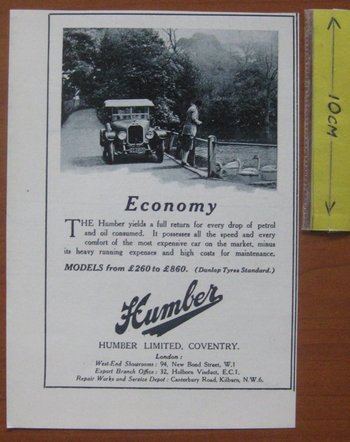 Economy
THE Humber yields a full return for every drop of petrol
and oil consumed. It possesses all the speed and every
comfort of the most expensive car on the market, minus
its heavy running expenses and high costs for maintenance.
MODELS from £260 to £860. (Dunlop Tyres Standard.)
Humber
HUMBER LIMITED, COVENTRY.
London:
West-End Showrooms: 94, New Bond Street, W.1
Export Branch Office: 32, Holborn Viaduct, E.C.1.
Repair Works and Service Depot: Canterbury Road, Kilburn, N.W.6.
10CM